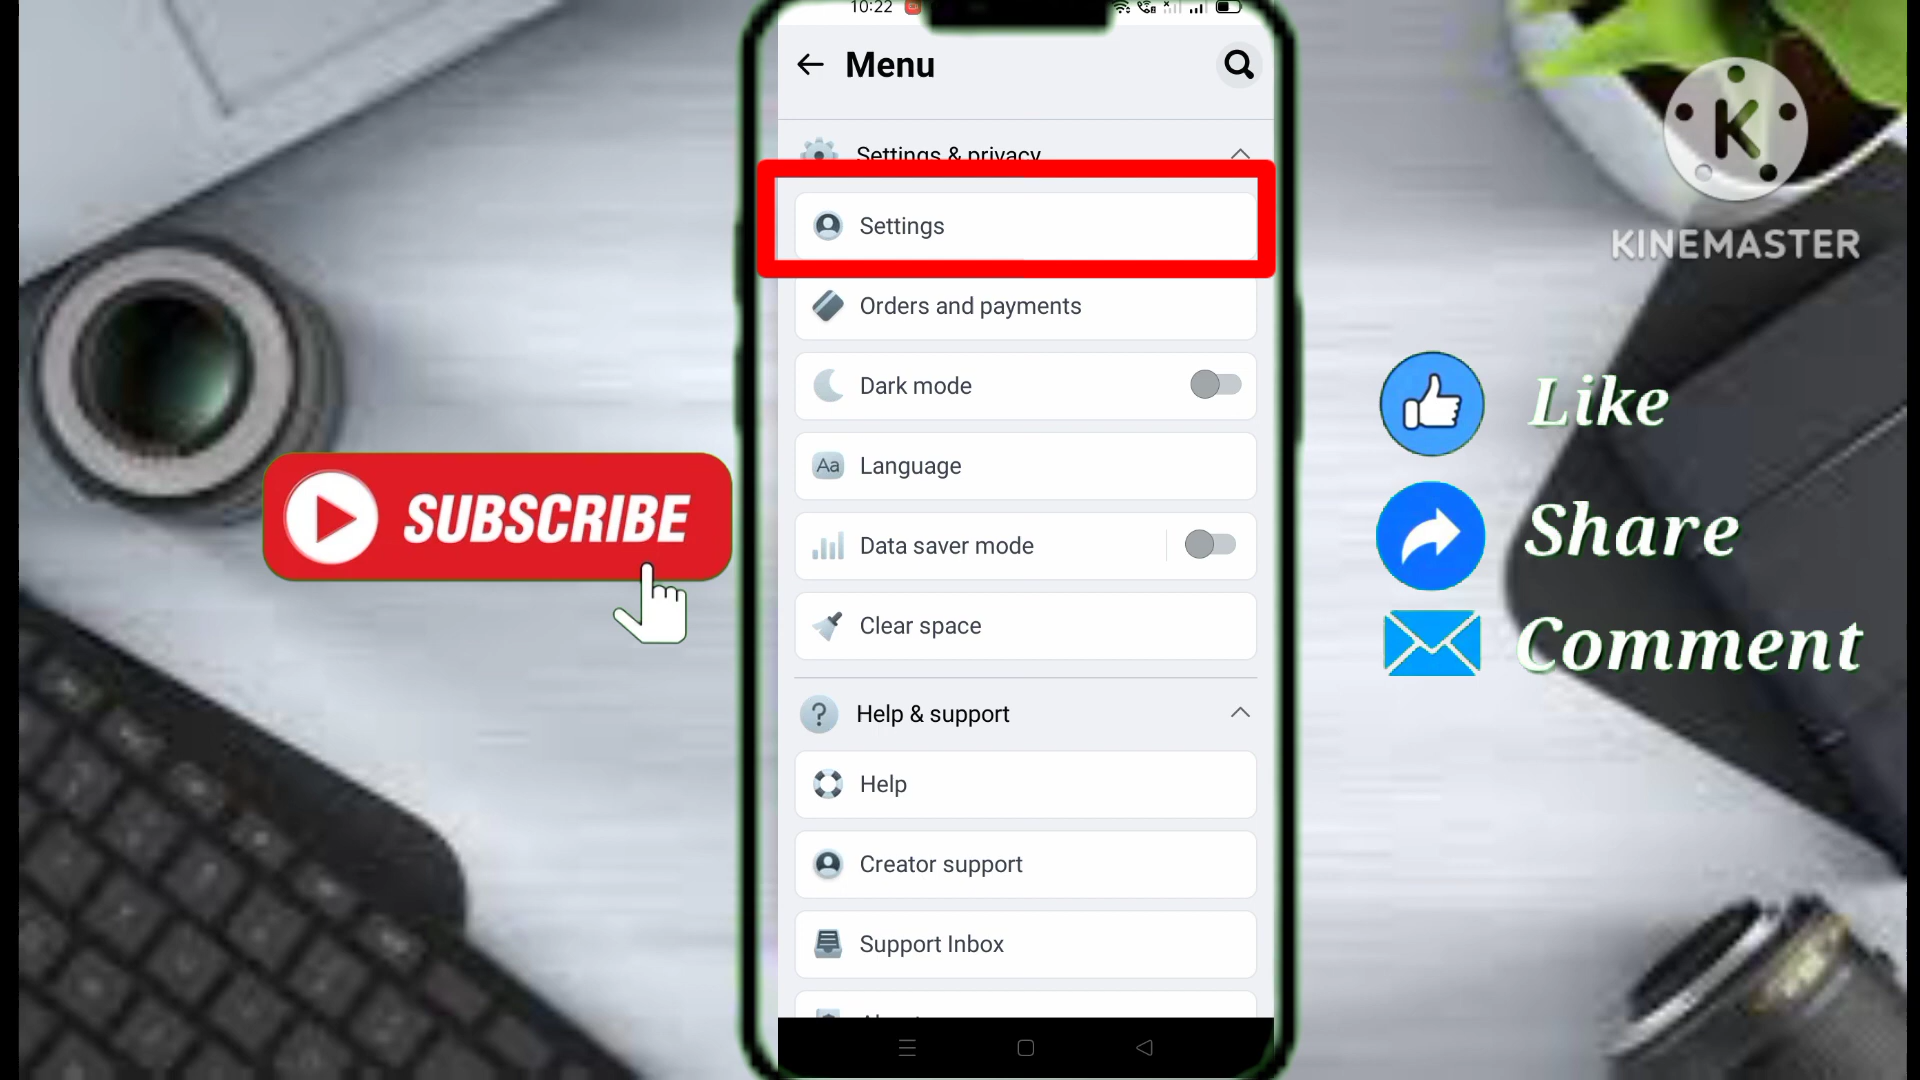 10:22
Menu
Settings & privacy
Settings
Orders and payments
Dark mode
Aa Language
Data saver mode
Clear space
? Help & support
Help
Creator support
Support Inbox
SUBSCRIBE
K
KINEMASTER
Like
Share
Comment